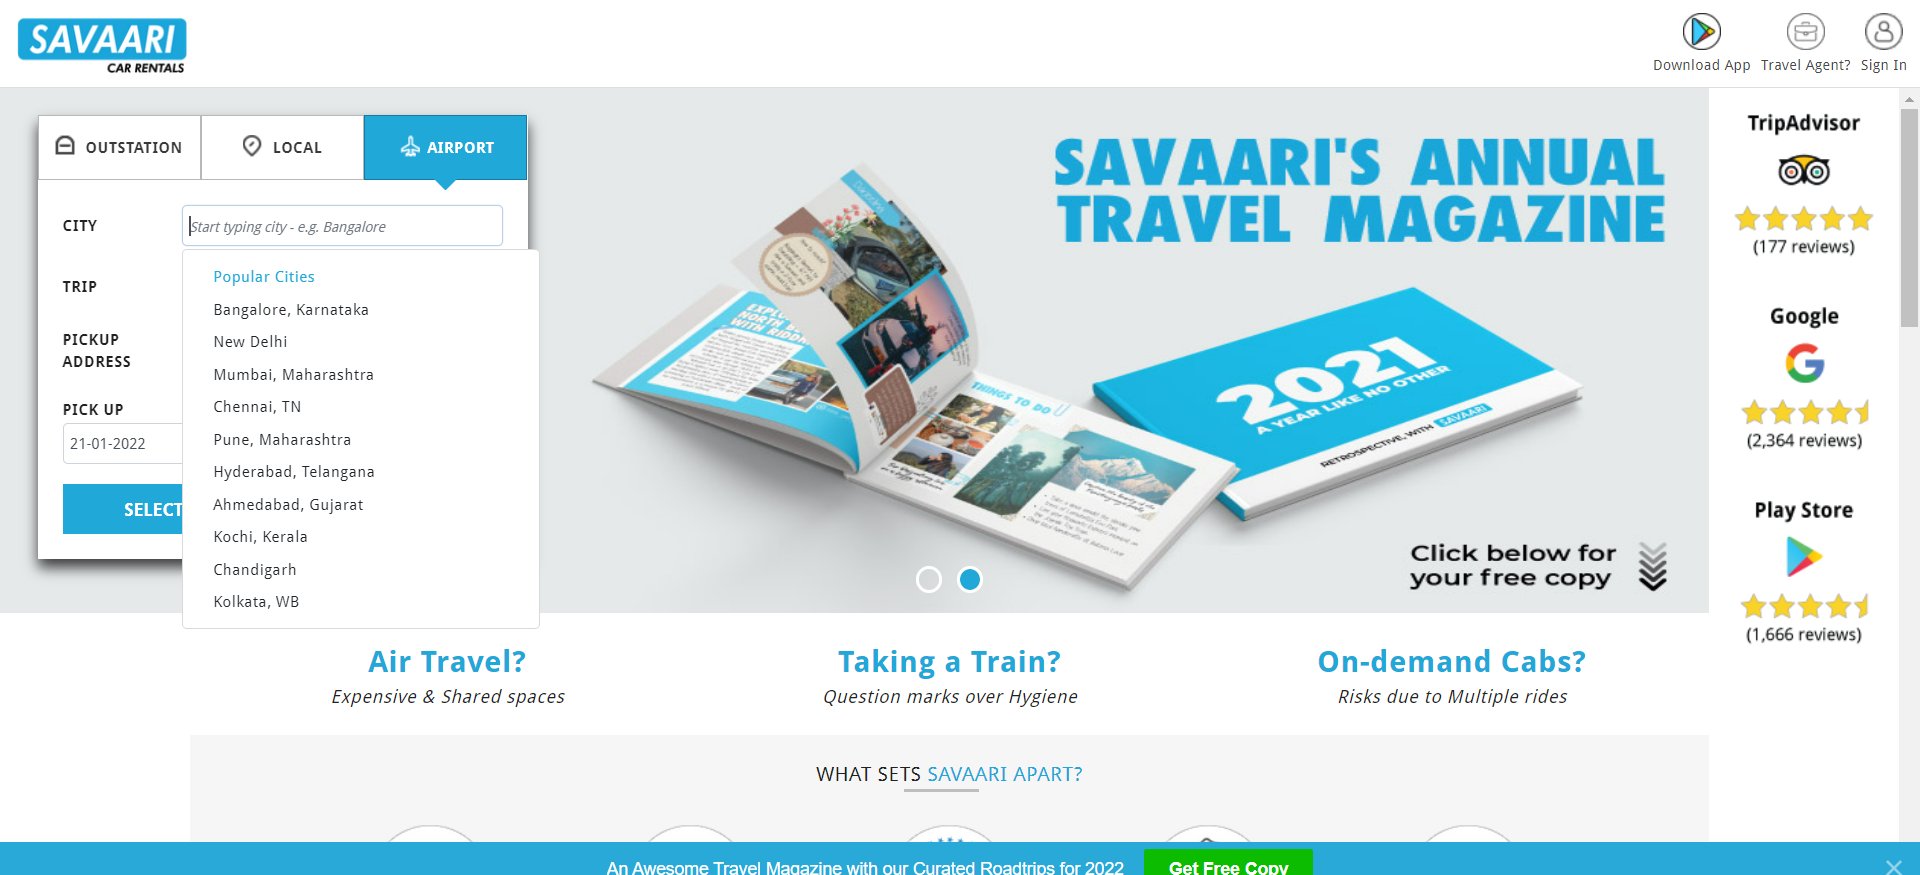 SAVAARI
CAR RENTALS
Download App
Travel Agent?
Sign In
OUTSTATION
LOCAL
AIRPORT
CITY
Start typing city - e.g. Bangalore
Popular Cities
Bangalore, Karnataka
New Delhi
Mumbai, Maharashtra
Chennai, TN
Pune, Maharashtra
Hyderabad, Telangana
Ahmedabad, Gujarat
Kochi, Kerala
Chandigarh
Kolkata, WB
TRIP
PICKUP
ADDRESS
PICK UP
21-01-2022
SELECT
SAVAARI'S ANNUAL
TRAVEL MAGAZINE
NORTH
WITH
THINGS TO DO
2021
A YEAR LIKE NO OTHER
RETROSPECTIVE, WITH SAVAARI
Click below for
your free copy
TripAdvisor
(177 reviews)
Google
(2,364 reviews)
Play Store
(1,666 reviews)
Air Travel?
Expensive & Shared spaces
Taking a Train?
Question marks over Hygiene
On-demand Cabs?
Risks due to Multiple rides
WHAT SETS SAVAARI APART?
An Awesome Travel Magazine with our Curated Roadtrips for 2022
Get Free Copy